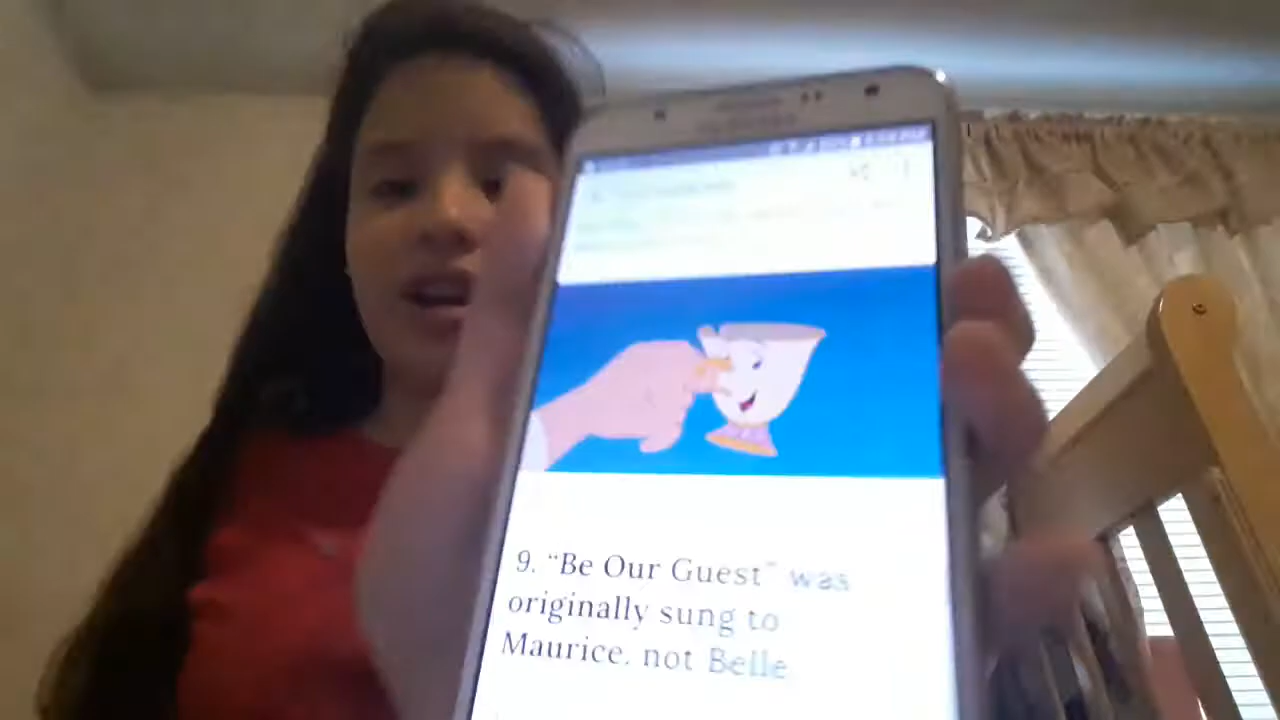 9. “Be Our Guest” was
originally sung to
Maurice, not Belle